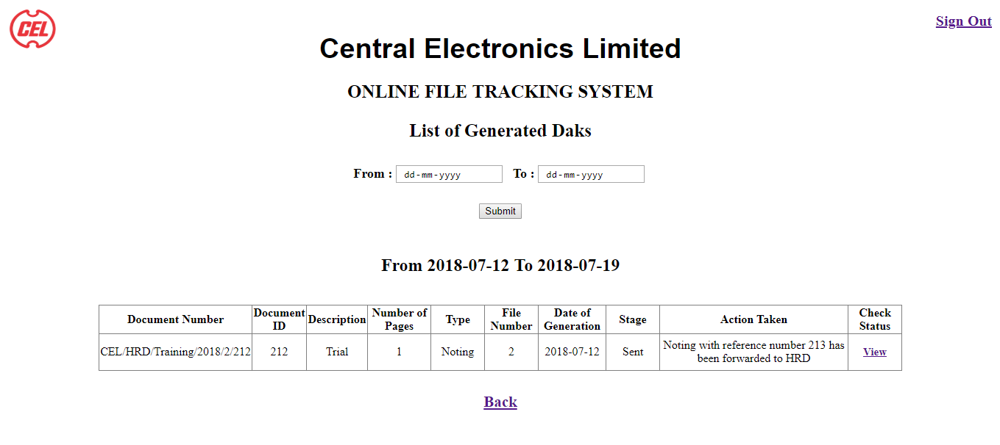 CEL
Sign Out
Central Electronics Limited
ONLINE FILE TRACKING SYSTEM
List of Generated Daks
From : dd-mm-yyyy To : dd-mm-yyyy
Submit
From 2018-07-12 To 2018-07-19
Document Number Document ID Description Number of Pages Type File Number Date of Generation Stage Action Taken Check Status
CEL/HRD/Training/2018/2/212 212 Trial 1 Noting 2 2018-07-12 Sent Noting with reference number 213 has been forwarded to HRD View
Back